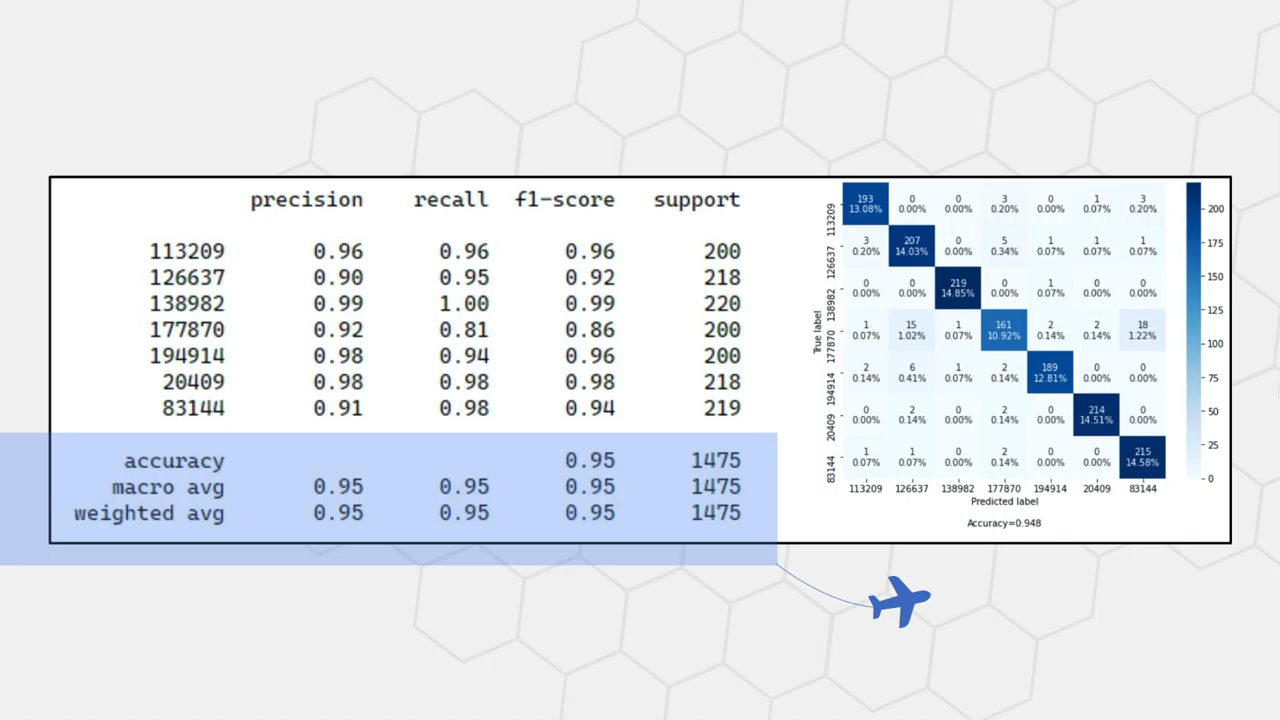 precision recall f1-score support
113209 0.96 0.96 0.96 200
126637 0.90 0.95 0.92 218
138982 0.99 1.00 0.99 220
177870 0.92 0.81 0.86 200
194914 0.98 0.94 0.96 200
20409 0.98 0.98 0.98 218
83144 0.91 0.98 0.94 219
accuracy 0.95 1475
macro avg 0.95 0.95 0.95 1475
weighted avg 0.95 0.95 0.95 1475
True label
113209
193 0 0 3 0 1 3
13.08% 0.00% 0.00% 0.20% 0.00% 0.07% 0.20%
126637
3 207 0 5 1 1 1
0.20% 14.03% 0.00% 0.34% 0.07% 0.07% 0.07%
138982
0 0 219 0 1 0 0
0.00% 0.00% 14.85% 0.00% 0.07% 0.00% 0.00%
177870
1 15 1 161 2 2 18
0.07% 1.02% 0.07% 10.92% 0.14% 0.14% 1.22%
194914
2 6 1 2 189 0 0
0.14% 0.41% 0.07% 0.14% 12.81% 0.00% 0.00%
20409
0 2 0 2 0 214 0
0.00% 0.14% 0.00% 0.14% 0.00% 14.51% 0.00%
83144
1 1 0 2 0 0 215
0.07% 0.07% 0.00% 0.14% 0.00% 0.00% 14.58%
113209 126637 138982 177870 194914 20409 83144
Predicted label
Accuracy=0.948
200
175
150
125
100
75
50
25
0